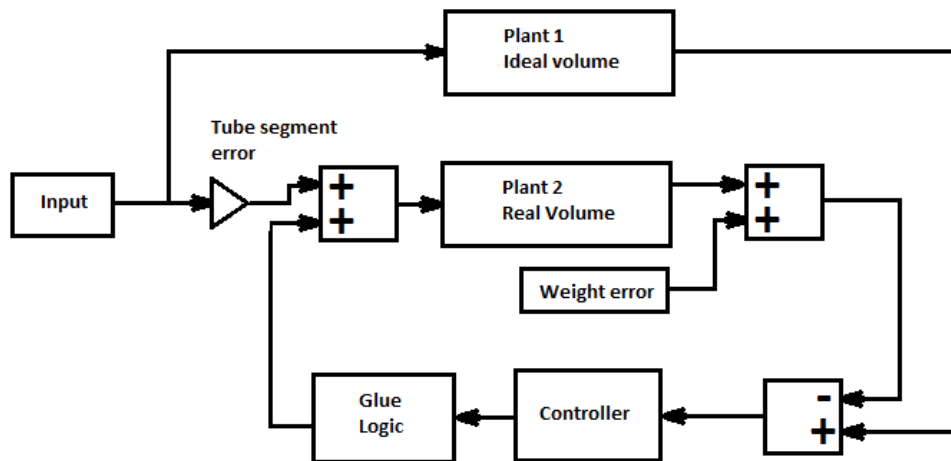 Plant 1
Ideal volume
Tube segment
error
Input
+
+
Plant 2
Real Volume
+
+
Weight error
Glue
Logic
Controller
-
+